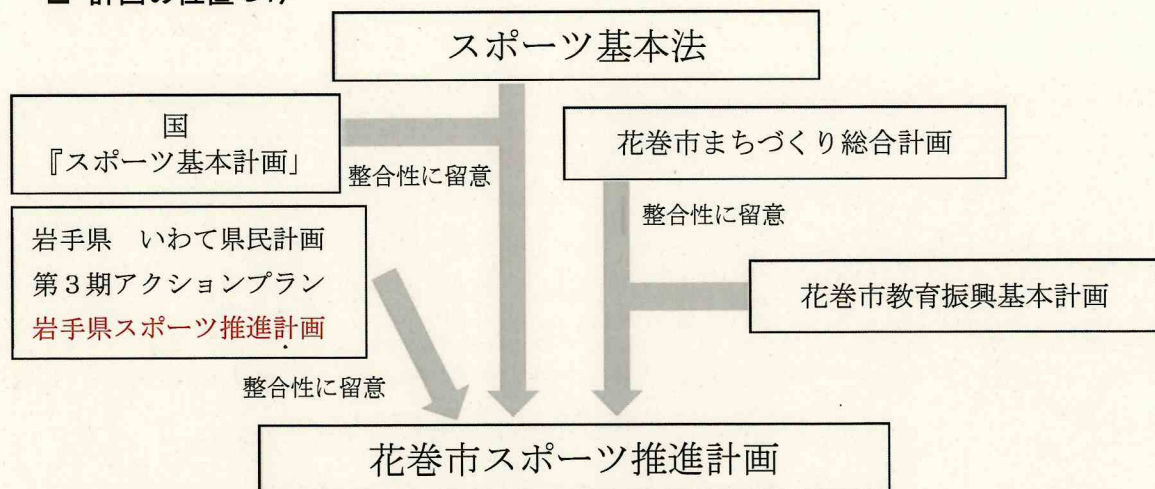 計画の位置づけ
スポーツ基本法
国
『スポーツ基本計画」
整合性に留意
花巻市まちづくり総合計画
整合性に留意
岩手県　いわて県民計画
第3期アクションプラン
岩手県スポーツ推進計画
整合性に留意
花巻市教育振興基本計画
花巻市スポーツ推進計画